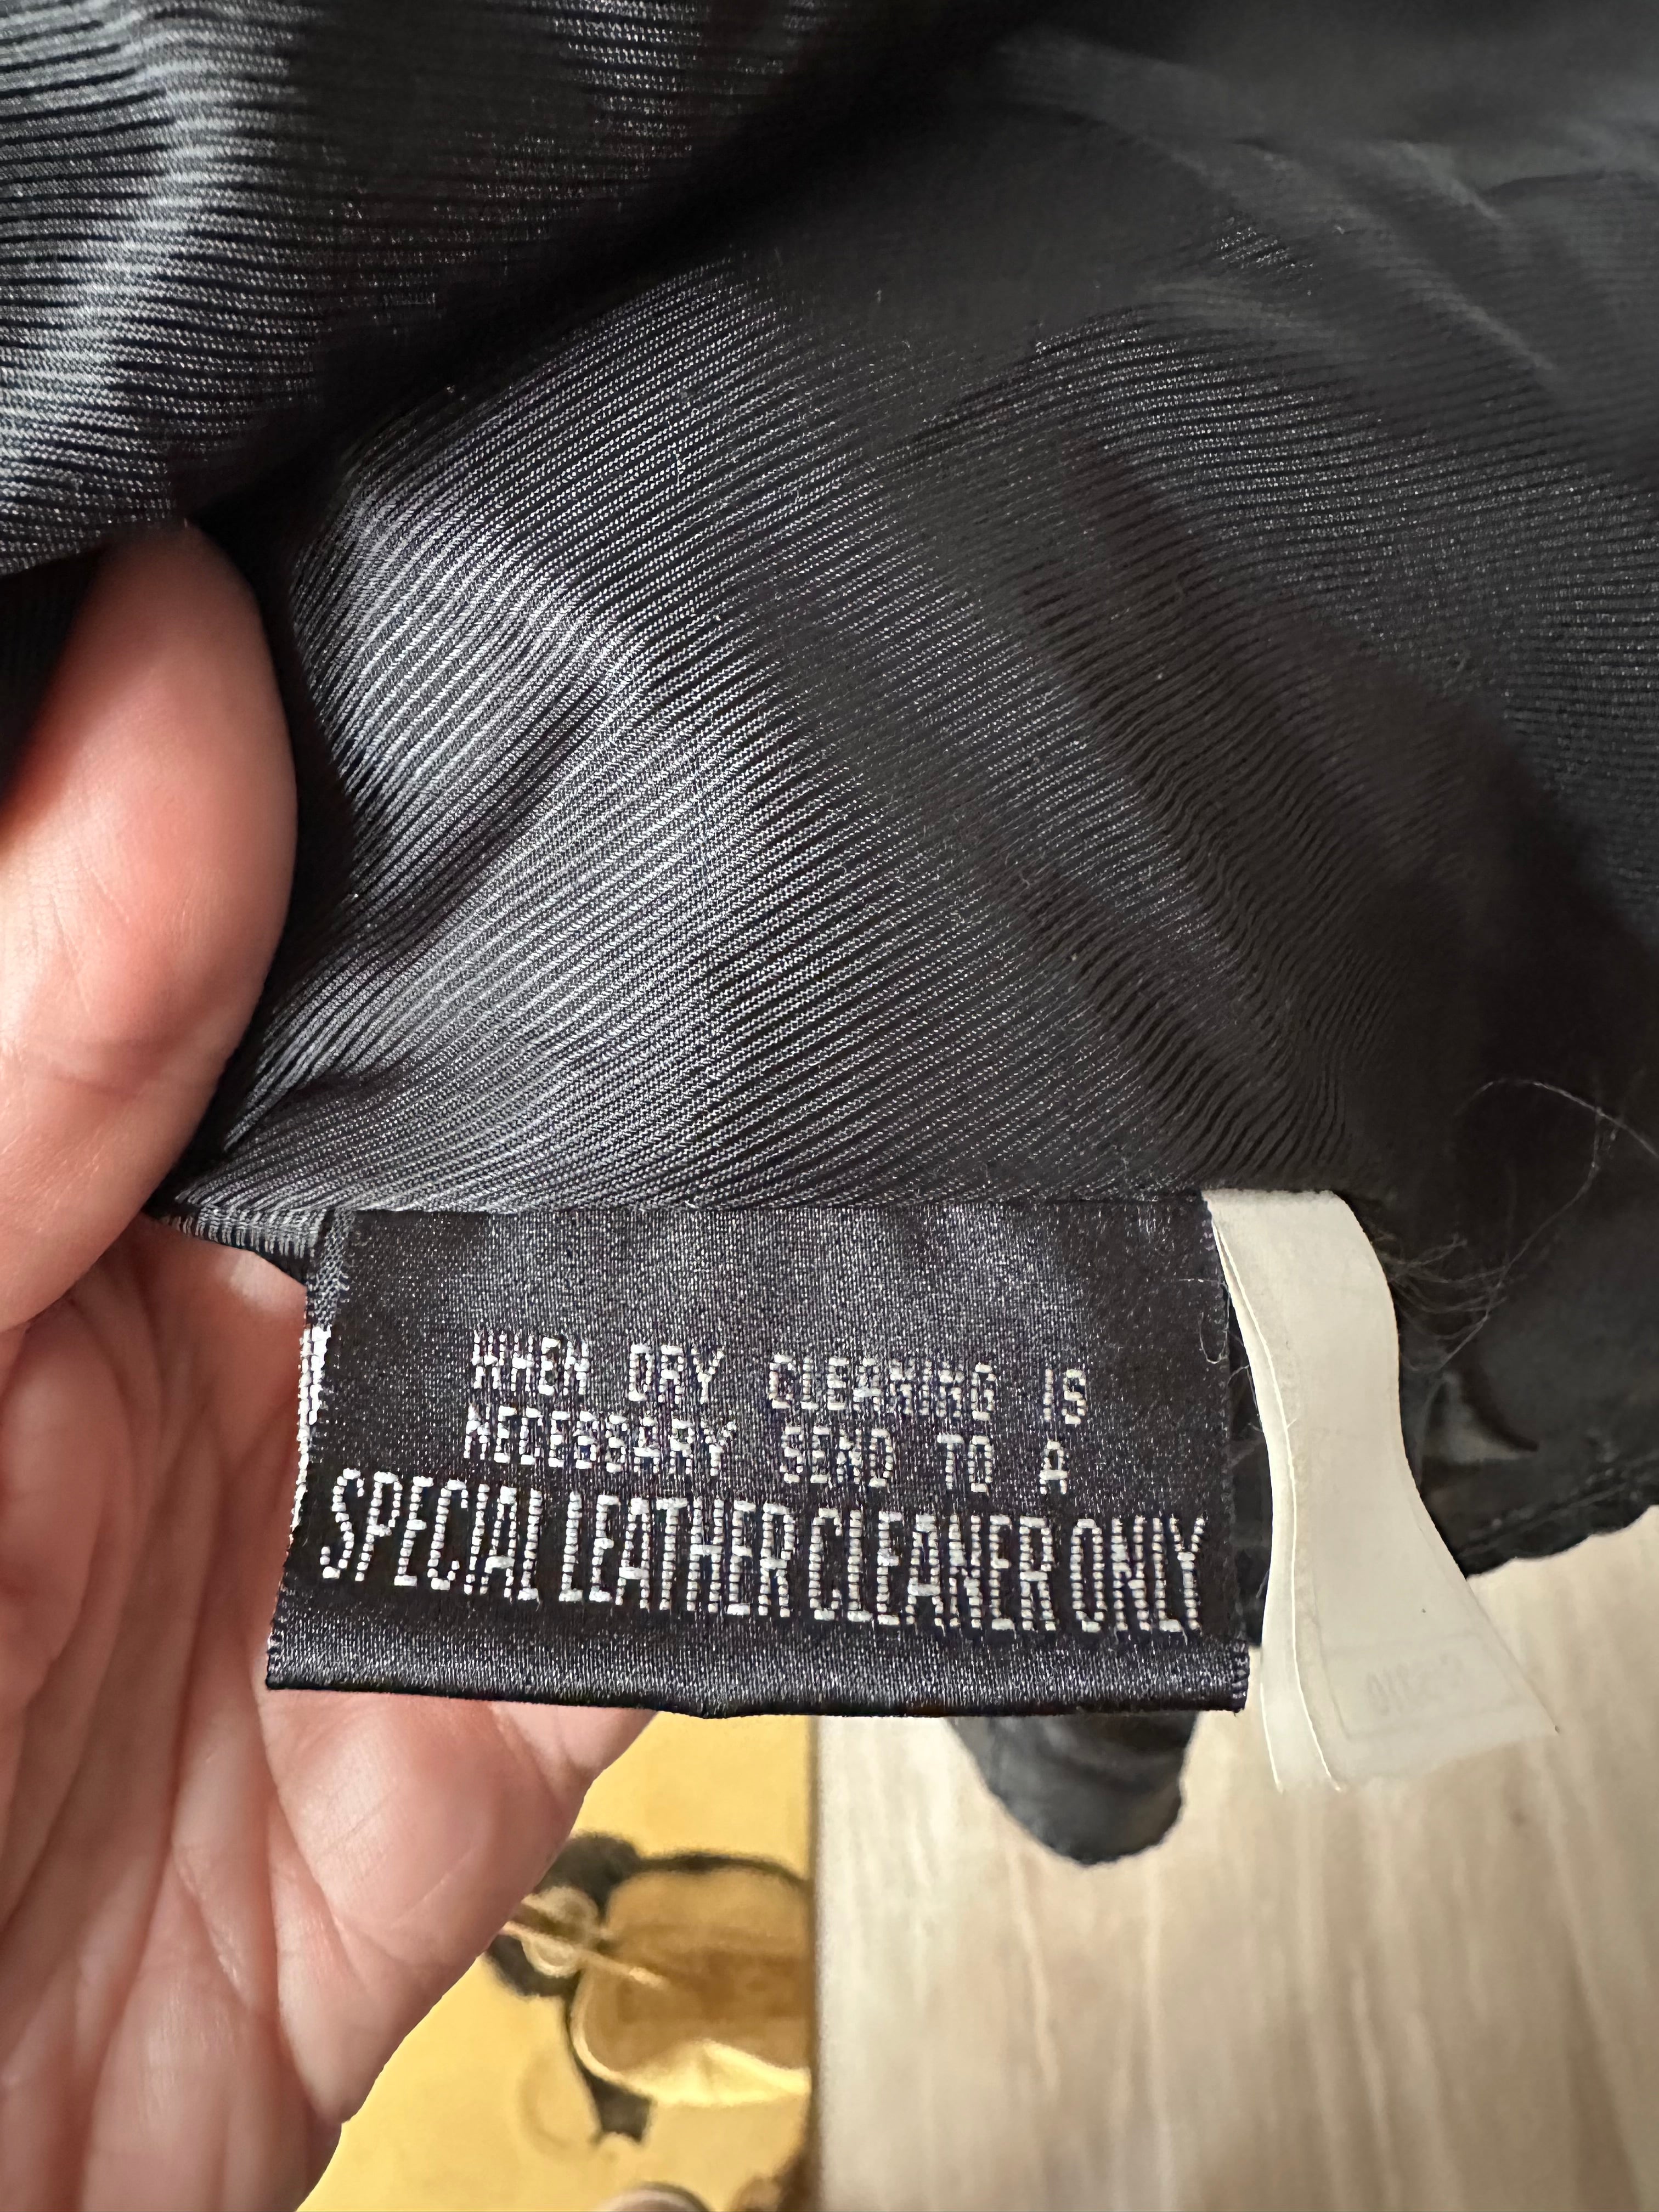 WHEN DRY CLEANING IS
NECESSARY SEND TO A
SPECIAL LEATHER CLEANER ONLY